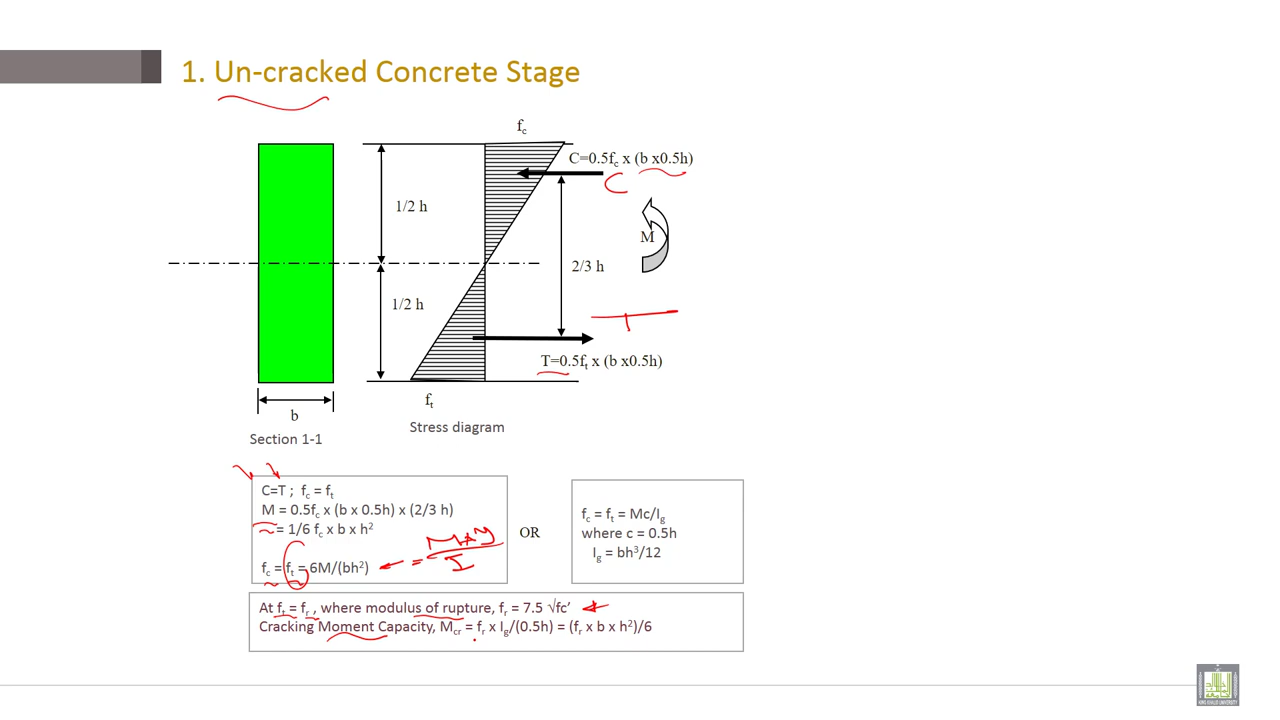 1. Un-cracked Concrete Stage
fc
C=0.5fc x (b x0.5h)
C
1/2 h
M
2/3 h
1/2 h
T
T=0.5ft x (b x0.5h)
b
ft
Stress diagram
Section 1-1
C=T ; fc = ft
M = 0.5fc x (b x 0.5h) x (2/3 h)
= 1/6 fc x b x h²
fc = ft = 6M/(bh²)
= M*y
I
OR
fc = ft = Mc/Ig
where c = 0.5h
Ig = bh³/12
At ft = fr , where modulus of rupture, fr = 7.5 √fc’
Cracking Moment Capacity, Mcr = fr x Ig/(0.5h) = (fr x b x h²)/6
KING KHALID UNIVERSITY